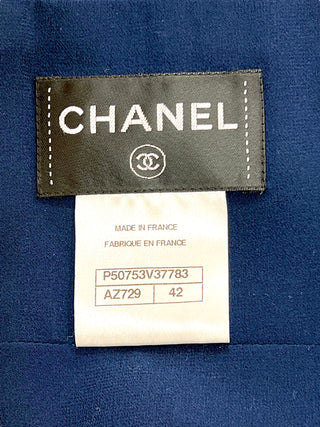 CHANEL
MADE IN FRANCE
FABRIQUE EN FRANCE
P50753V37783
AZ729 42